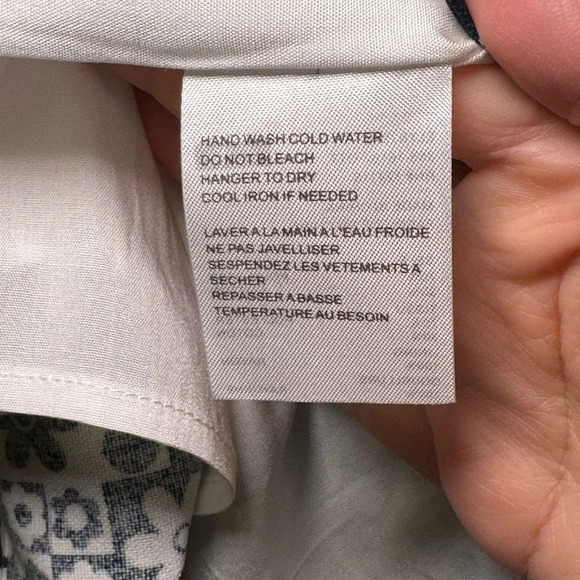 HAND WASH COLD WATER
DO NOT BLEACH
HANGER TO DRY
COOL IRON IF NEEDED
LAVER A LA MAIN A L'EAU FROIDE
NE PAS JAVELLISER
SESPENDEZ LES VETEMENTS A
SECHER
REPASSER A BASSE
TEMPERATURE AU BESOIN